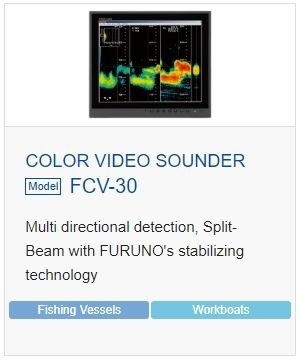 COLOR VIDEO SOUNDER
Model FCV-30
Multi directional detection, Split-
Beam with FURUNO's stabilizing
technology
Fishing Vessels
Workboats